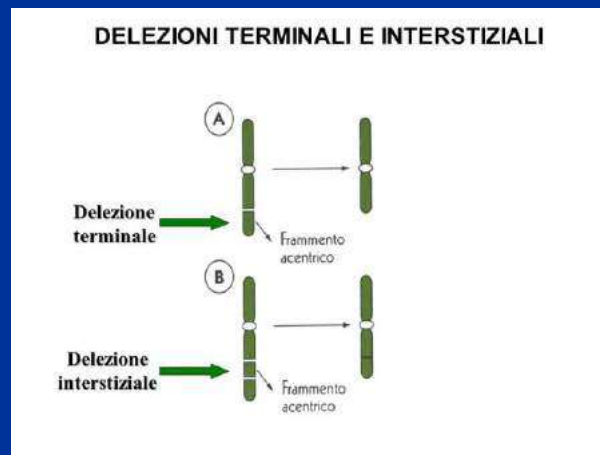 DELEZIONI TERMINALI E INTERSTIZIALI
A
Delezione
terminale
Frammento
acentrico
B
Delezione
interstiziale
Frammento
acentrico